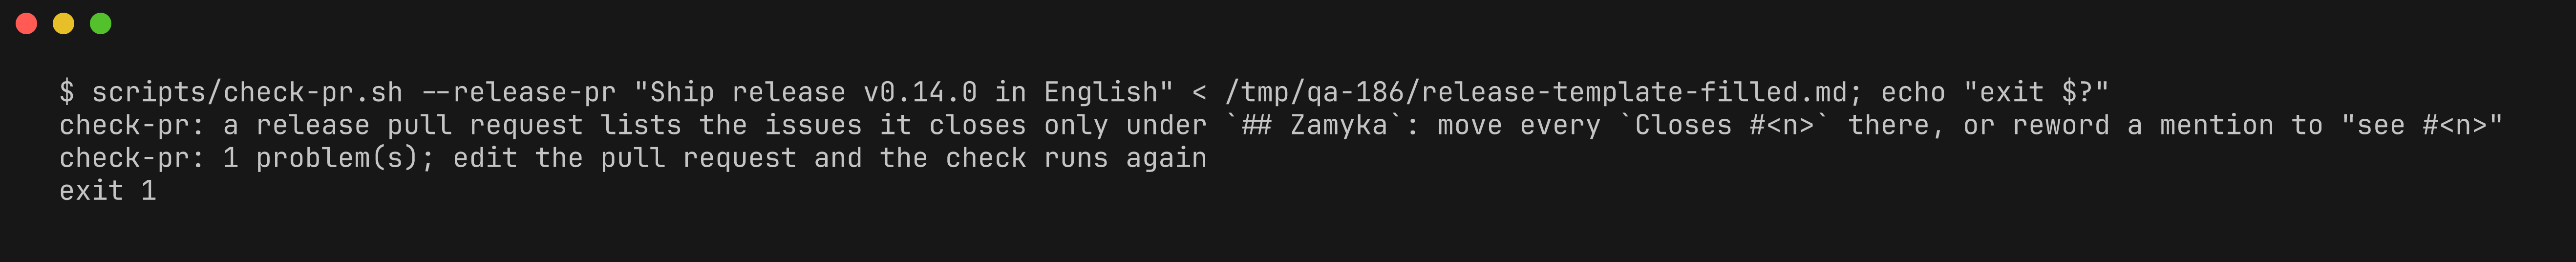 $ scripts/check-pr.sh --release-pr "Ship release v0.14.0 in English" < /tmp/qa-186/release-template-filled.md; echo "exit $?"
check-pr: a release pull request lists the issues it closes only under `## Zamyka`: move every `Closes #<n>` there, or reword a mention to "see #<n>"
check-pr: 1 problem(s); edit the pull request and the check runs again
exit 1